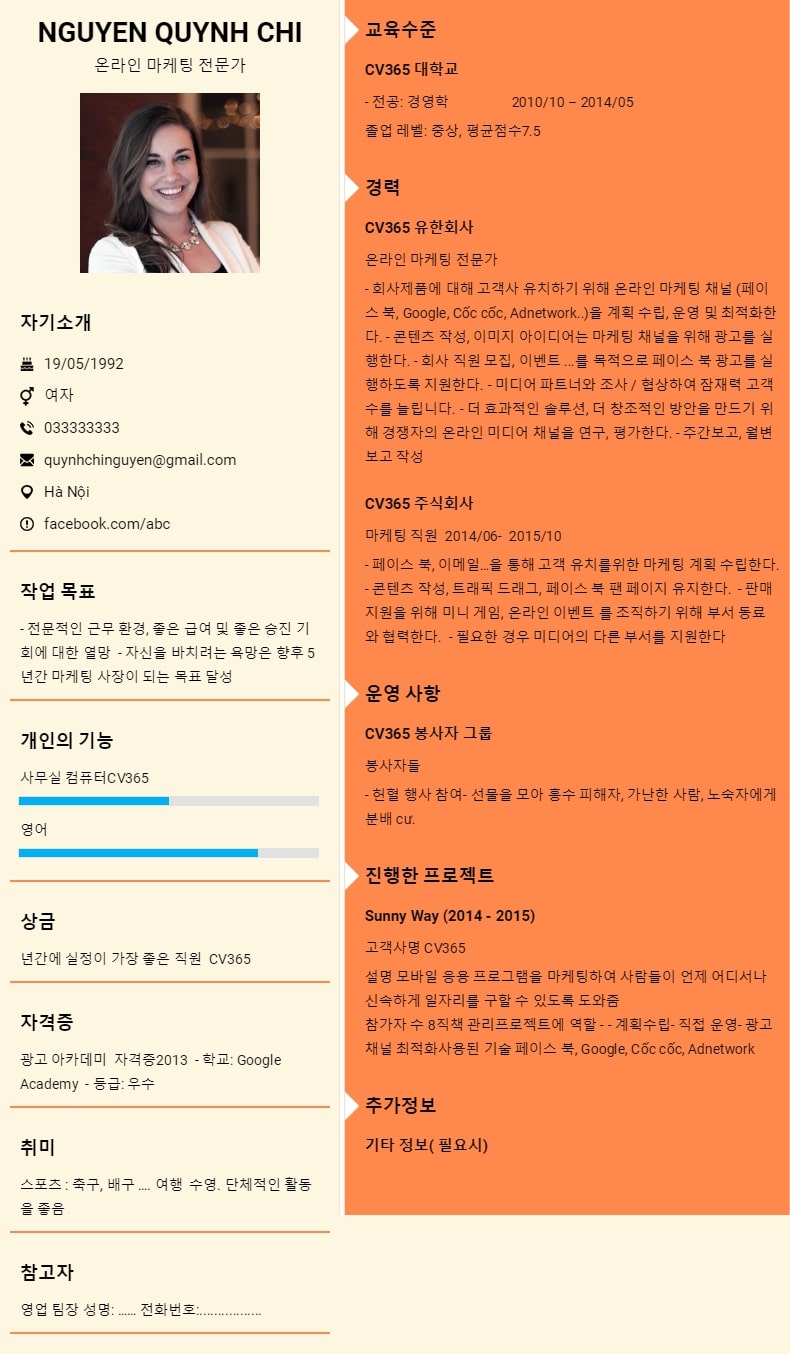 NGUYEN QUYNH CHI
온라인 마케팅 전문가
자기소개
19/05/1992
여자
033333333
quynhchinguyen@gmail.com
Hà Nội
facebook.com/abc
작업 목표
- 전문적인 근무 환경, 좋은 급여 및 좋은 승진 기
회에 대한 열망 - 자신을 바치려는 욕망은 향후 5
년간 마케팅 사장이 되는 목표 달성
개인의 기능
사무실 컴퓨터CV365
영어
상금
년간에 실정이 가장 좋은 직원 CV365
자격증
광고 아카데미 자격증2013 - 학교: Google
Academy - 등급: 우수
취미
스포츠 : 축구, 배구 .... 여행 수영. 단체적인 활동
을 좋음
참고자
영업 팀장 성명: ...... 전화번호:................
교육수준
CV365 대학교
- 전공: 경영학 2010/10 – 2014/05
졸업 레벨: 중상, 평균점수7.5
경력
CV365 유한회사
온라인 마케팅 전문가
- 회사제품에 대해 고객사 유치하기 위해 온라인 마케팅 채널 (페이
스 북, Google, Cốc cốc, Adnetwork..)을 계획 수립, 운영 및 최적화한
다. - 콘텐츠 작성, 이미지 아이디어는 마케팅 채널을 위해 광고를 실
행한다. - 회사 직원 모집, 이벤트 ...를 목적으로 페이스 북 광고를 실
행하도록 지원한다. - 미디어 파트너와 조사 / 협상하여 잠재력 고객
수를 늘립니다. - 더 효과적인 솔루션, 더 창조적인 방안을 만드기 위
해 경쟁자의 온라인 미디어 채널을 연구, 평가한다. - 주간보고, 월변
보고 작성
CV365 주식회사
마케팅 직원 2014/06- 2015/10
- 페이스 북, 이메일...을 통해 고객 유치를위한 마케팅 계획 수립한다.
- 콘텐츠 작성, 트래픽 드래그, 페이스 북 팬 페이지 유지한다. - 판매
지원을 위해 미니 게임, 온라인 이벤트 를 조직하기 위해 부서 동료
와 협력한다. - 필요한 경우 미디어의 다른 부서를 지원한다
운영 사항
CV365 봉사자 그룹
봉사자들
- 헌혈 행사 참여- 선물을 모아 홍수 피해자, 가난한 사람, 노숙자에게
분배 cư.
진행한 프로젝트
Sunny Way (2014 - 2015)
고객사명 CV365
설명 모바일 응용 프로그램을 마케팅하여 사람들이 언제 어디서나
신속하게 일자리를 구할 수 있도록 도와줌
참가자 수 8직책 관리프로젝트에 역할 - - 계획수립- 직접 운영- 광고
채널 최적화사용된 기술 페이스 북, Google, Cốc cốc, Adnetwork
추가정보
기타 정보( 필요시)